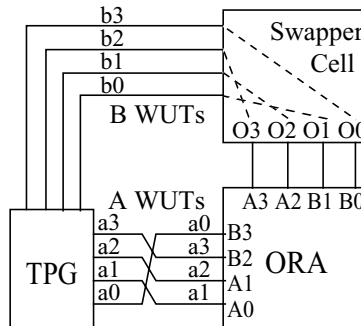 b3
b2
b1
b0
Swapper
Cell
B WUTs
O3 O2 O1 O0
A WUTs
A3 A2 B1 B0
a3 a0 B3
a2 a3 B2
a1 a2 A1
a0 a1 A0
TPG
ORA